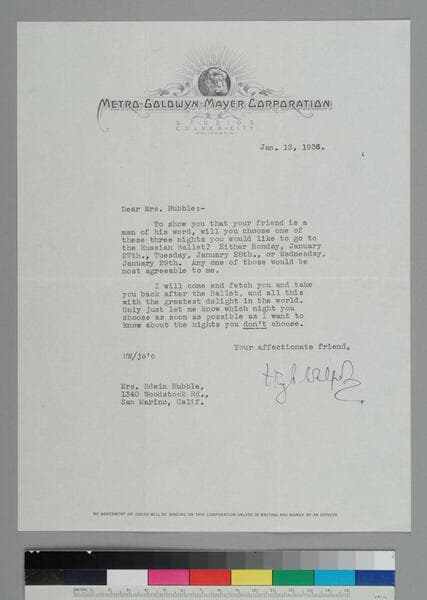 METRO-GOLDWYN-MAYER CORPORATION
STUDIOS
CULVER CITY
CALIFORNIA
Jan. 13, 1936.
Dear Mrs. Hubble:-
To show you that your friend is a
man of his word, will you choose one of
these three nights you would like to go to
the Russian Ballet? Either Monday, January
27th., Tuesday, January 28th., or Wednesday,
January 29th. Any one of those would be
most agreeable to me.
I will come and fetch you and take
you back after the Ballet, and all this
with the greatest delight in the world.
Only just let me know which night you
choose as soon as possible as I want to
know about the nights you don't choose.
Your affectionate friend,
HW/jo'c
Hugh Walpole
Mrs. Edwin Hubble,
1340 Woodstock Rd.,
San Marino, Calif.
NO AGREEMENT OR ORDER WILL BE BINDING ON THIS CORPORATION UNLESS IN WRITING AND SIGNED BY AN OFFICER